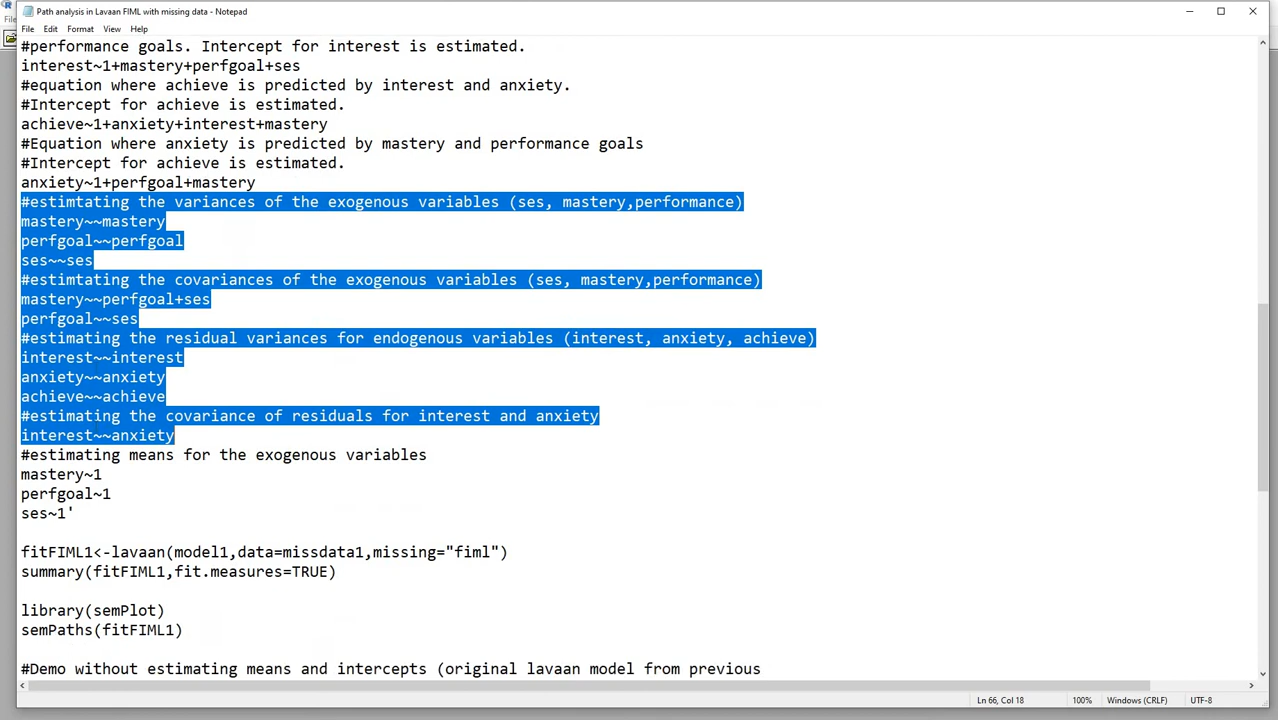 Path analysis in Lavaan FIML with missing data - Notepad
File Edit Format View Help
#performance goals. Intercept for interest is estimated.
interest~1+mastery+perfgoal+ses
#equation where achieve is predicted by interest and anxiety.
#Intercept for achieve is estimated.
achieve~1+anxiety+interest+mastery
#Equation where anxiety is predicted by mastery and performance goals
#Intercept for achieve is estimated.
anxiety~1+perfgoal+mastery
#estimtating the variances of the exogenous variables (ses, mastery,performance)
mastery~~mastery
perfgoal~~perfgoal
ses~~ses
#estimtating the covariances of the exogenous variables (ses, mastery,performance)
mastery~~perfgoal+ses
perfgoal~~ses
#estimating the residual variances for endogenous variables (interest, anxiety, achieve)
interest~~interest
anxiety~~anxiety
achieve~~achieve
#estimating the covariance of residuals for interest and anxiety
interest~~anxiety
#estimating means for the exogenous variables
mastery~1
perfgoal~1
ses~1'
fitFIML1<-lavaan(model1,data=missdata1,missing="fiml")
summary(fitFIML1,fit.measures=TRUE)
library(semPlot)
semPaths(fitFIML1)
#Demo without estimating means and intercepts (original lavaan model from previous
Ln 66, Col 18 100% Windows (CRLF) UTF-8